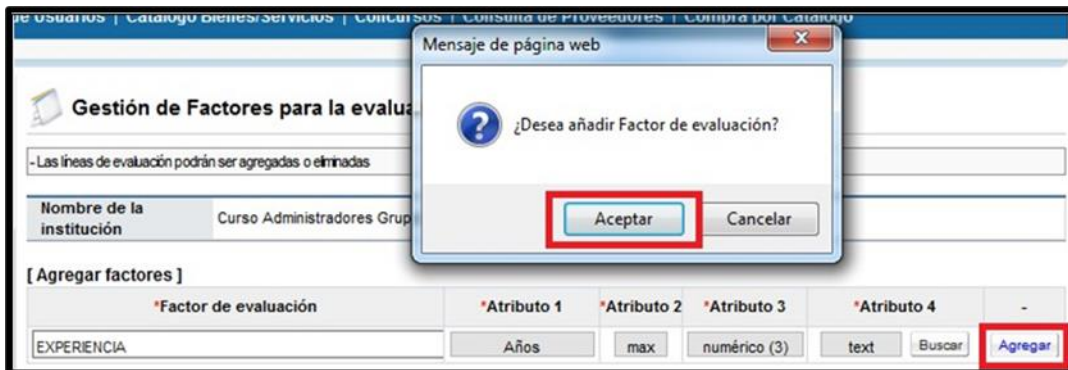 de Usuarios | Catálogo Bienes/Servicios | Concursos | Consulta de Proveedores | Compra por Catálogo
Mensaje de página web
Gestión de Factores para la evalua
¿Desea añadir Factor de evaluación?
- Las líneas de evaluación podrán ser agregadas o eliminadas
Aceptar Cancelar
Nombre de la institución
Curso Administradores Grup
[ Agregar factores ]
*Factor de evaluación *Atributo 1 *Atributo 2 *Atributo 3 *Atributo 4 -
EXPERIENCIA Años max numérico (3) text Buscar Agregar